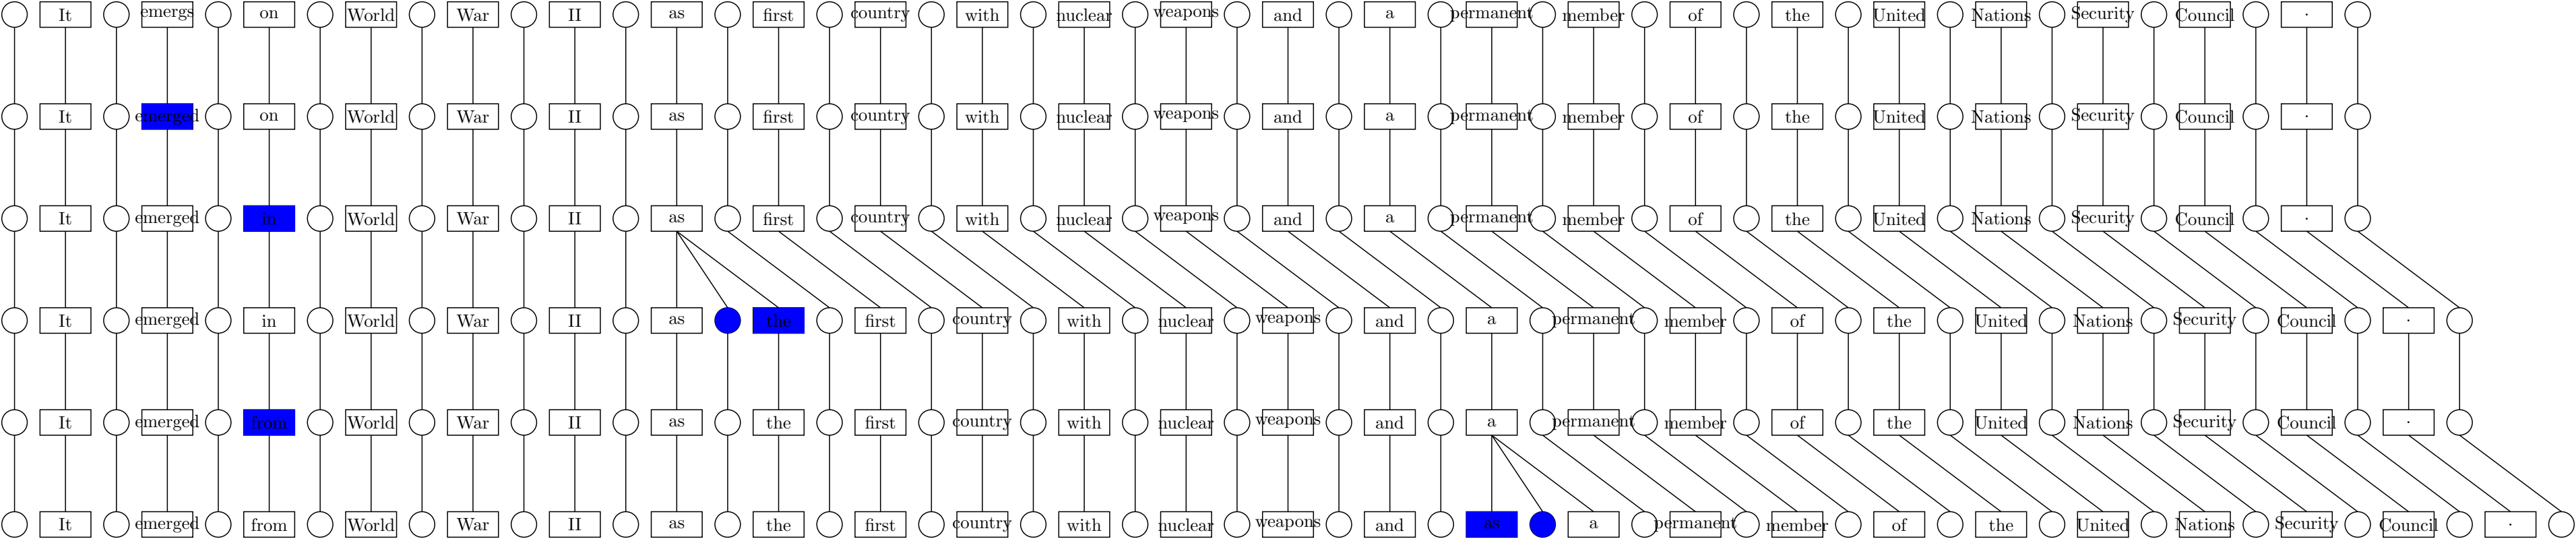 It emergs on World War II as first country with nuclear weapons and a permanent member of the United Nations Security Council .
It emerged on World War II as first country with nuclear weapons and a permanent member of the United Nations Security Council .
It emerged in World War II as first country with nuclear weapons and a permanent member of the United Nations Security Council .
It emerged in World War II as the first country with nuclear weapons and a permanent member of the United Nations Security Council .
It emerged from World War II as the first country with nuclear weapons and a permanent member of the United Nations Security Council .
It emerged from World War II as the first country with nuclear weapons and as a permanent member of the United Nations Security Council .